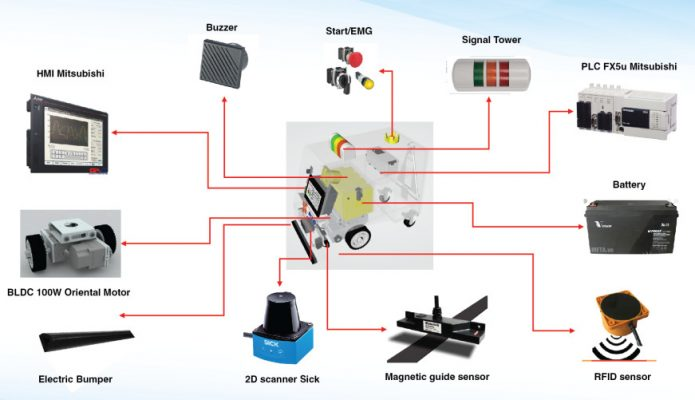 Buzzer
Start/EMG
Signal Tower
HMI Mitsubishi
PLC FX5u Mitsubishi
Battery
BLDC 100W Oriental Motor
SICK
Electric Bumper
2D scanner Sick
Magnetic guide sensor
RFID sensor